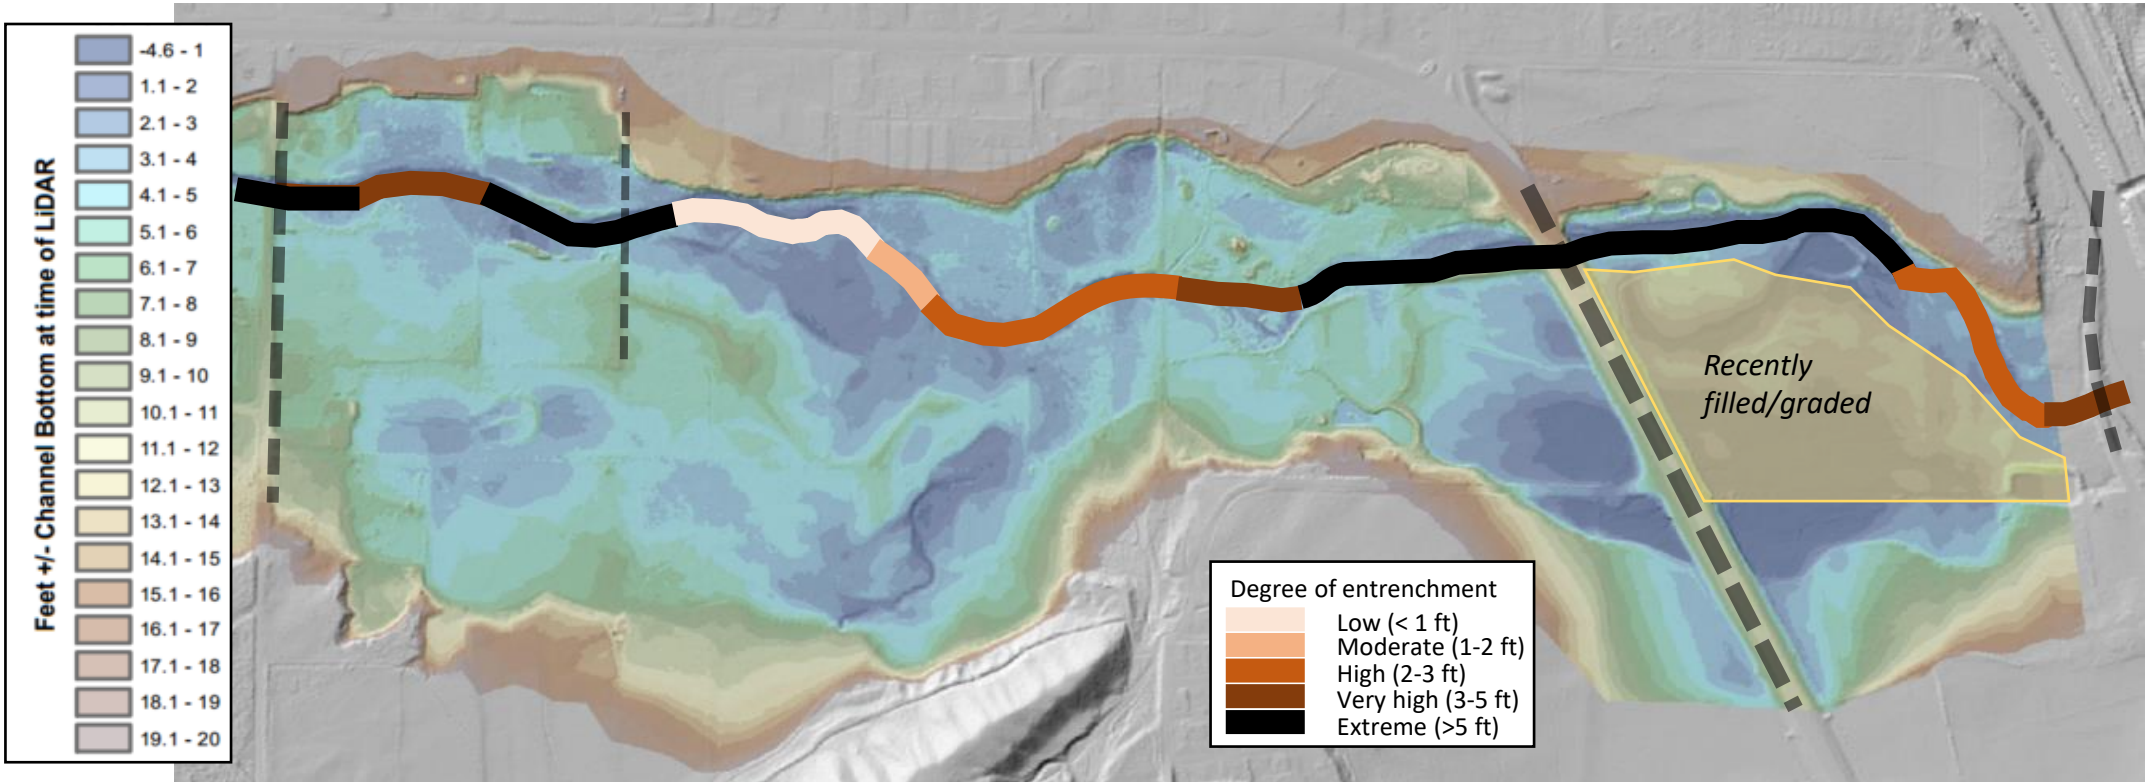 Feet +/- Channel Bottom at time of LiDAR
-4.6 - 1
1.1 - 2
2.1 - 3
3.1 - 4
4.1 - 5
5.1 - 6
6.1 - 7
7.1 - 8
8.1 - 9
9.1 - 10
10.1 - 11
11.1 - 12
12.1 - 13
13.1 - 14
14.1 - 15
15.1 - 16
16.1 - 17
17.1 - 18
18.1 - 19
19.1 - 20
Recently
filled/graded
Degree of entrenchment
Low (< 1 ft)
Moderate (1-2 ft)
High (2-3 ft)
Very high (3-5 ft)
Extreme (>5 ft)